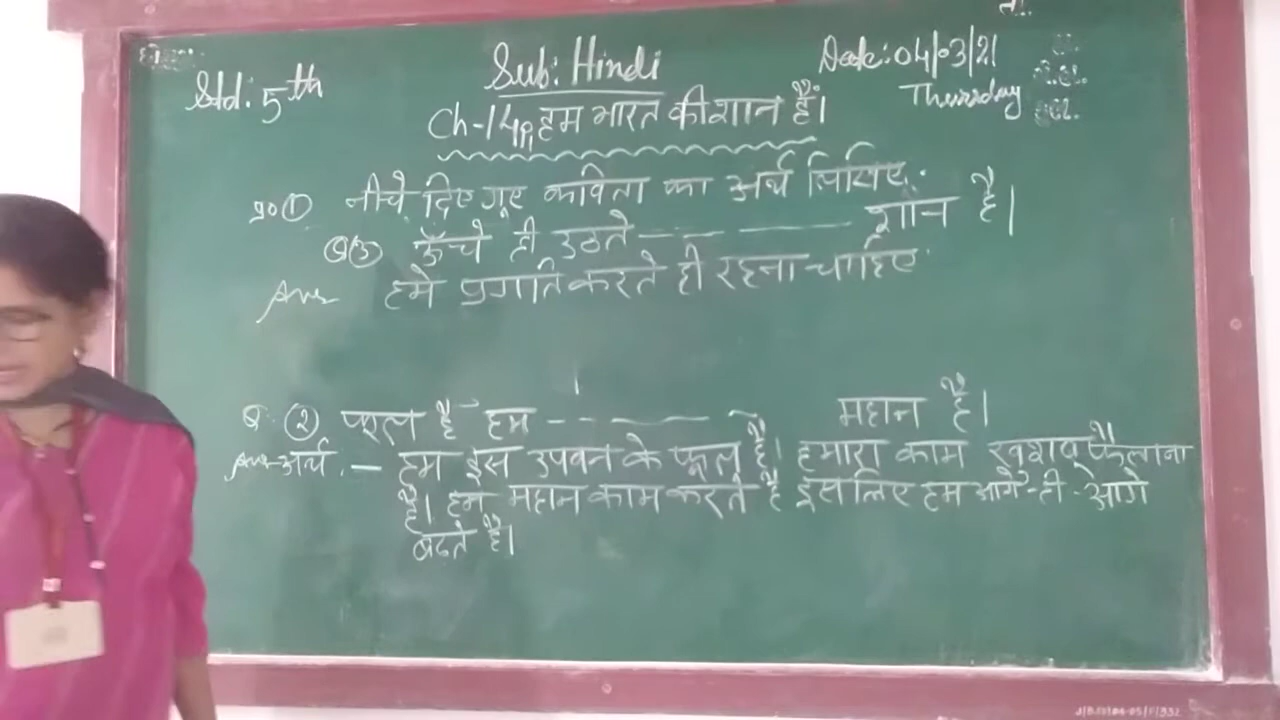 Sub: Hindi
Std: 5th
Date: 04/03/21
Thursday
Ch-14 हम भारत की शान हैं।
प्र० ① नीचे दिए गए कविता का अर्थ लिखिए.
ऊँचे ही उठते — — — शान है।
Ans हमे प्रगति करते ही रहना चाहिए
② फूल है हम - - — — महान है।
Ans अर्थ. — हम इस उपवन के फूल हैं। हमारा काम खुशबू फैलाना
है। हम महान काम करते है इसलिए हम आगे-ही-आगे
बढते हैं।